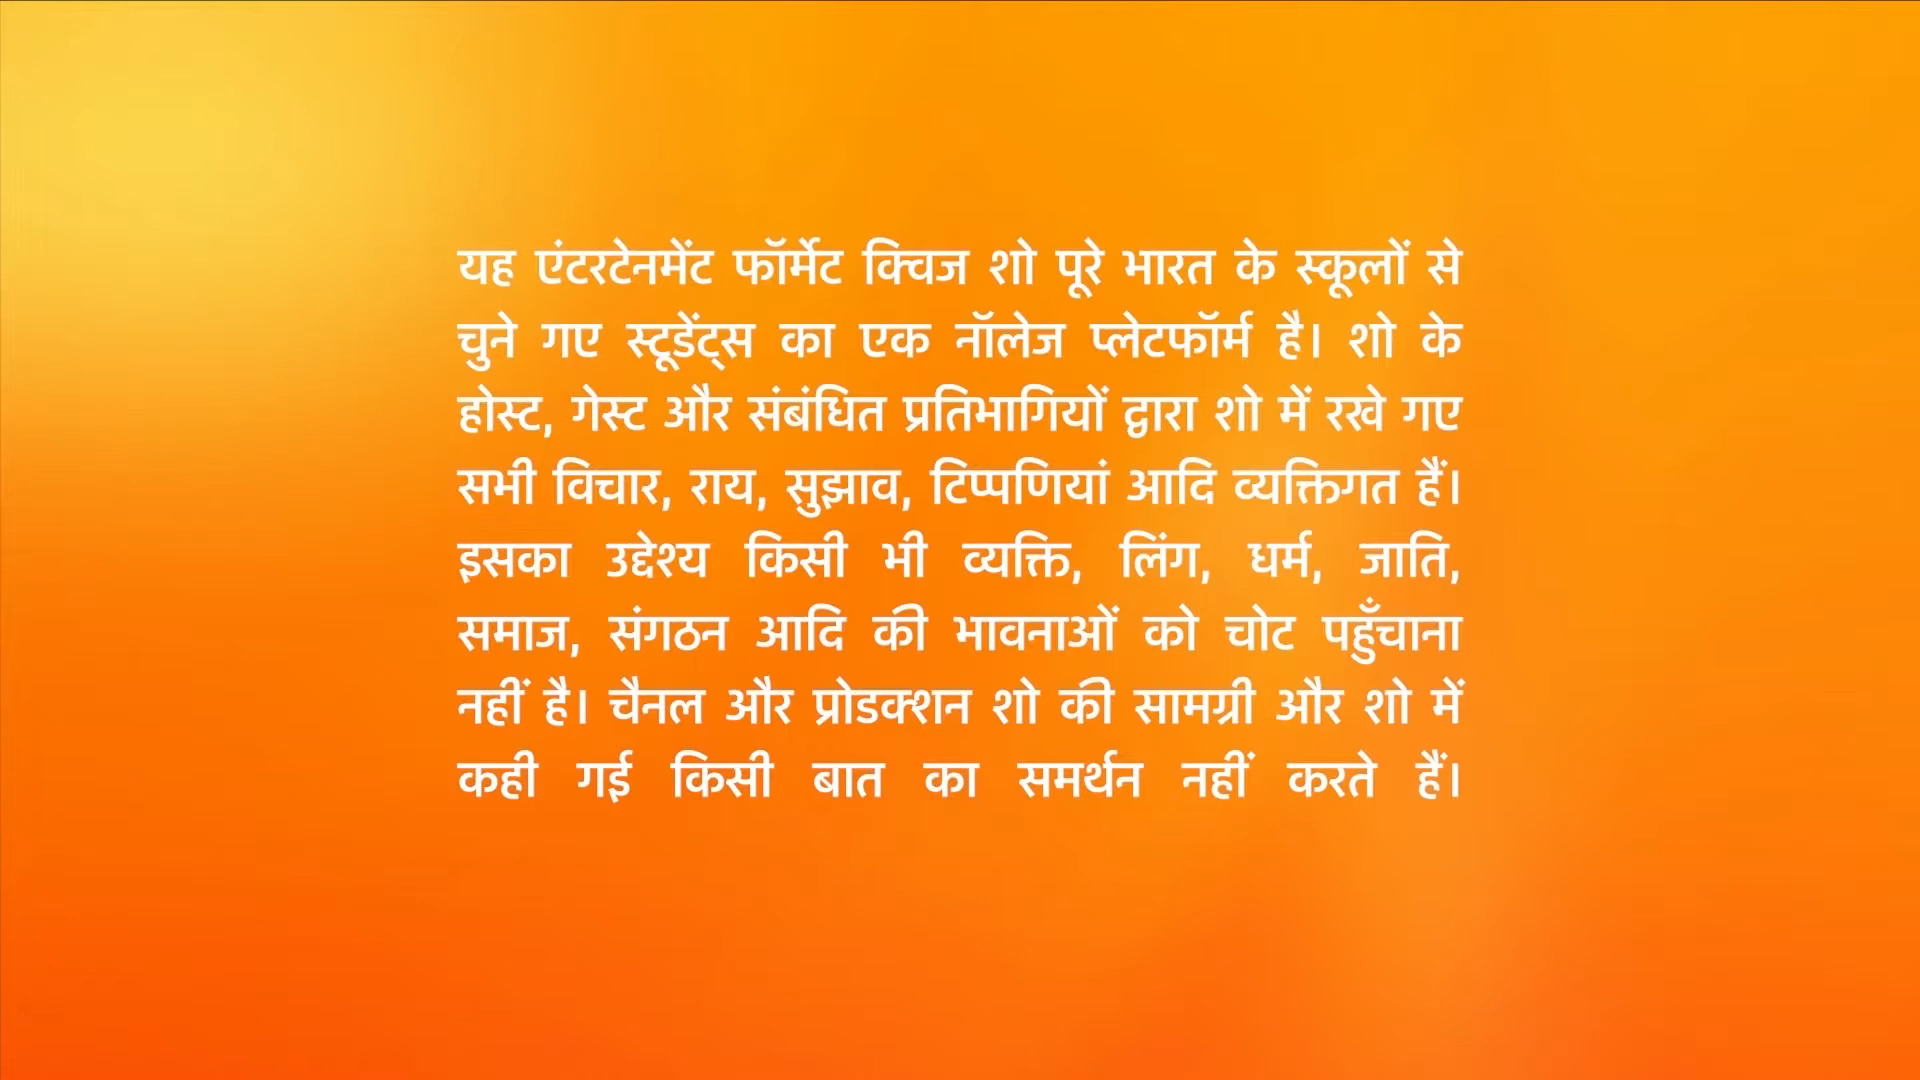 यह एंटरटेनमेंट फॉर्मेट क्विज शो पूरे भारत के स्कूलों से
चुने गए स्टूडेंट्स का एक नॉलेज प्लेटफॉर्म है। शो के
होस्ट, गेस्ट और संबंधित प्रतिभागियों द्वारा शो में रखे गए
सभी विचार, राय, सुझाव, टिप्पणियां आदि व्यक्तिगत हैं।
इसका उद्देश्य किसी भी व्यक्ति, लिंग, धर्म, जाति,
समाज, संगठन आदि की भावनाओं को चोट पहुँचाना
नहीं है। चैनल और प्रोडक्शन शो की सामग्री और शो में
कही गई किसी बात का समर्थन नहीं करते हैं।